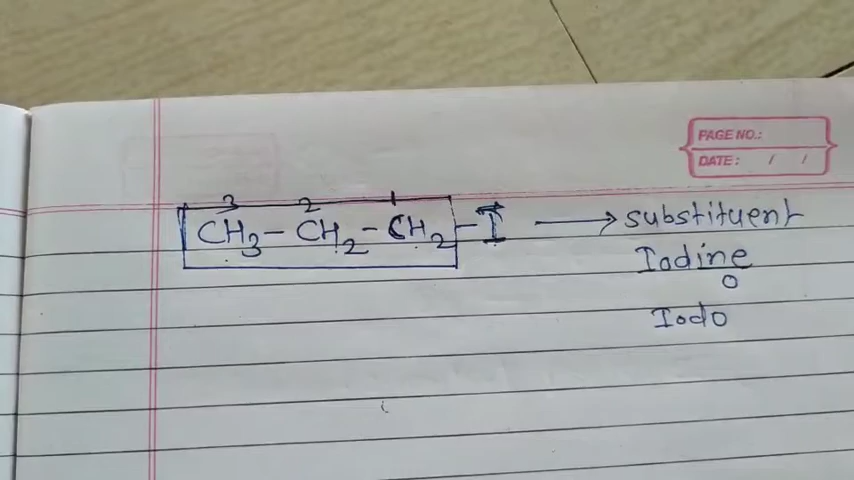 PAGE NO.:
DATE: / /
3 2 1
CH3 - CH2 - CH2 - I → substituent
Iodine
o
Iodo